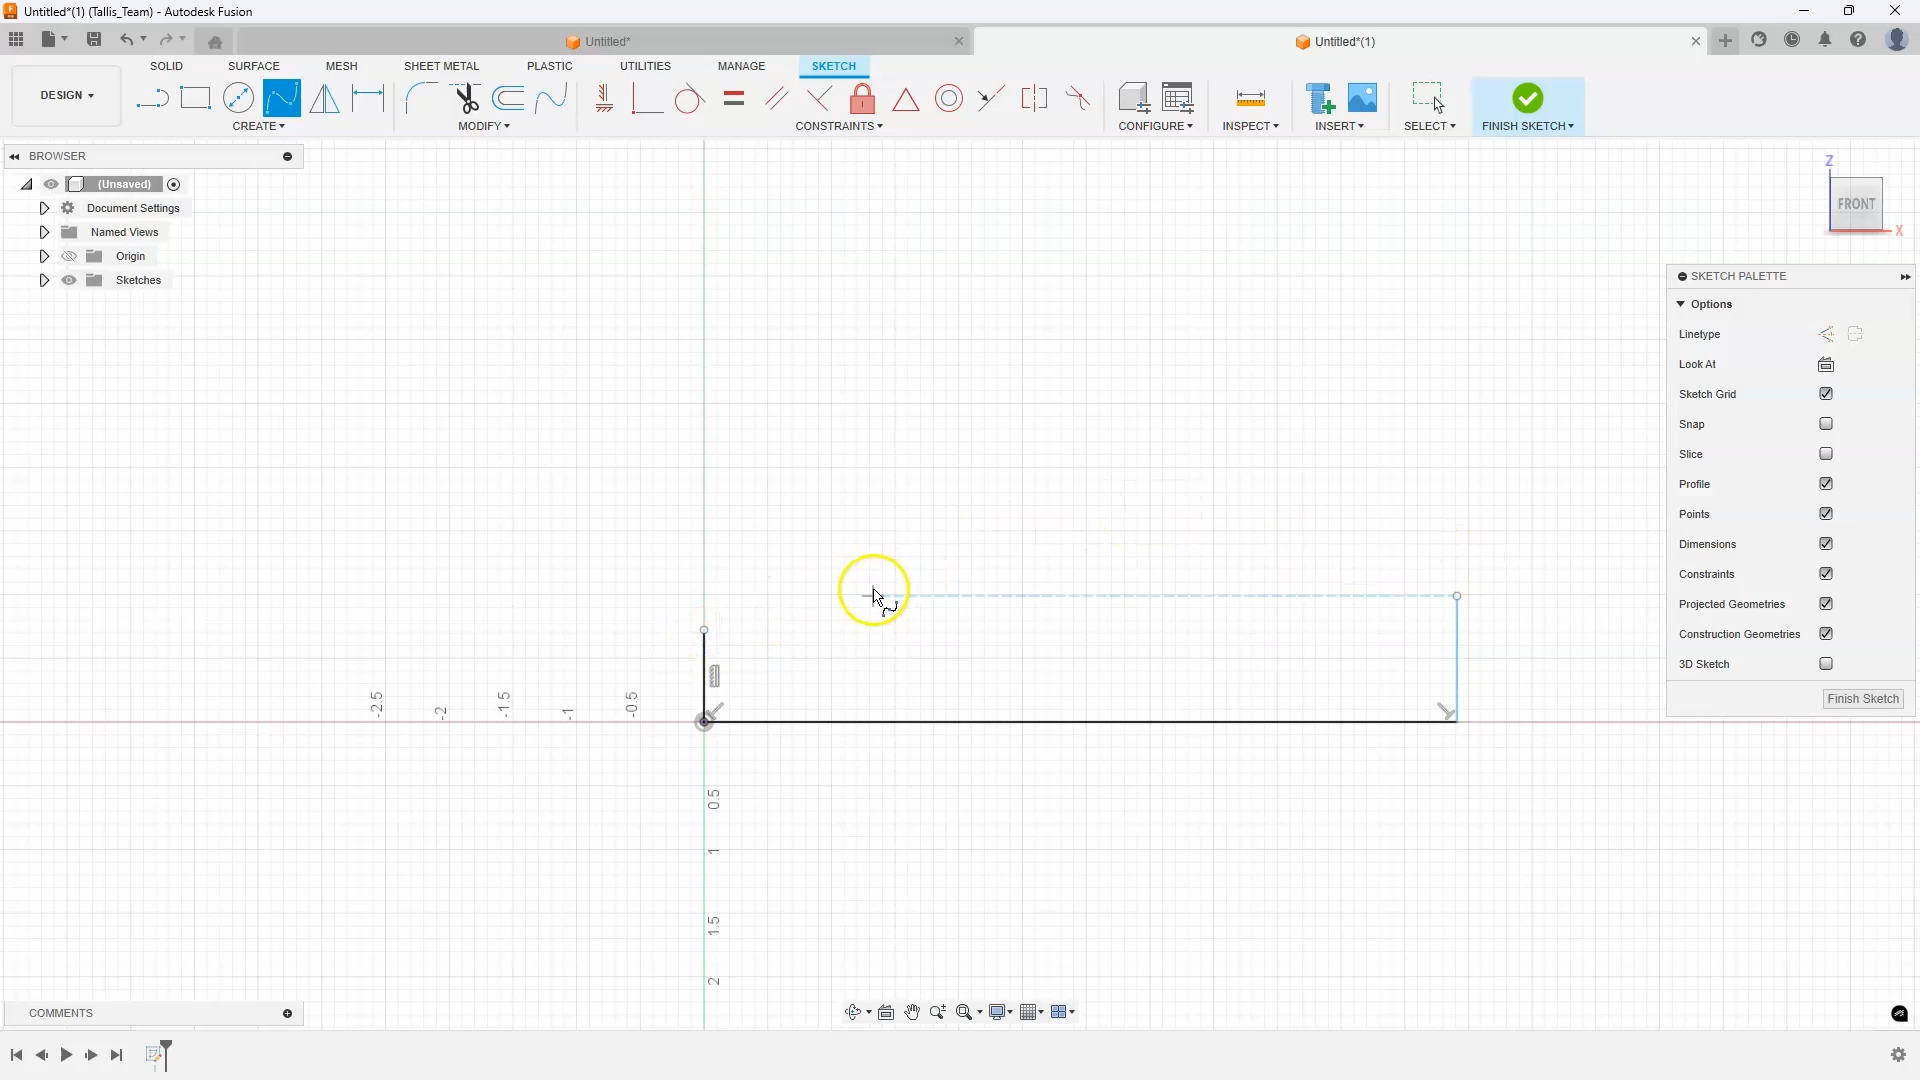 Untitled*(1) (Tallis_Team) - Autodesk Fusion
Untitled*
Untitled*(1)
SOLID SURFACE MESH SHEET METAL PLASTIC UTILITIES MANAGE SKETCH
DESIGN
CREATE MODIFY CONSTRAINTS CONFIGURE INSPECT INSERT SELECT FINISH SKETCH
BROWSER
(Unsaved)
Document Settings
Named Views
Origin
Sketches
Z
FRONT
X
SKETCH PALETTE
Options
Linetype
Look At
Sketch Grid
Snap
Slice
Profile
Points
Dimensions
Constraints
Projected Geometries
Construction Geometries
3D Sketch
Finish Sketch
-2.5 -2 -1.5 -1 -0.5
0.5
1
1.5
2
COMMENTS